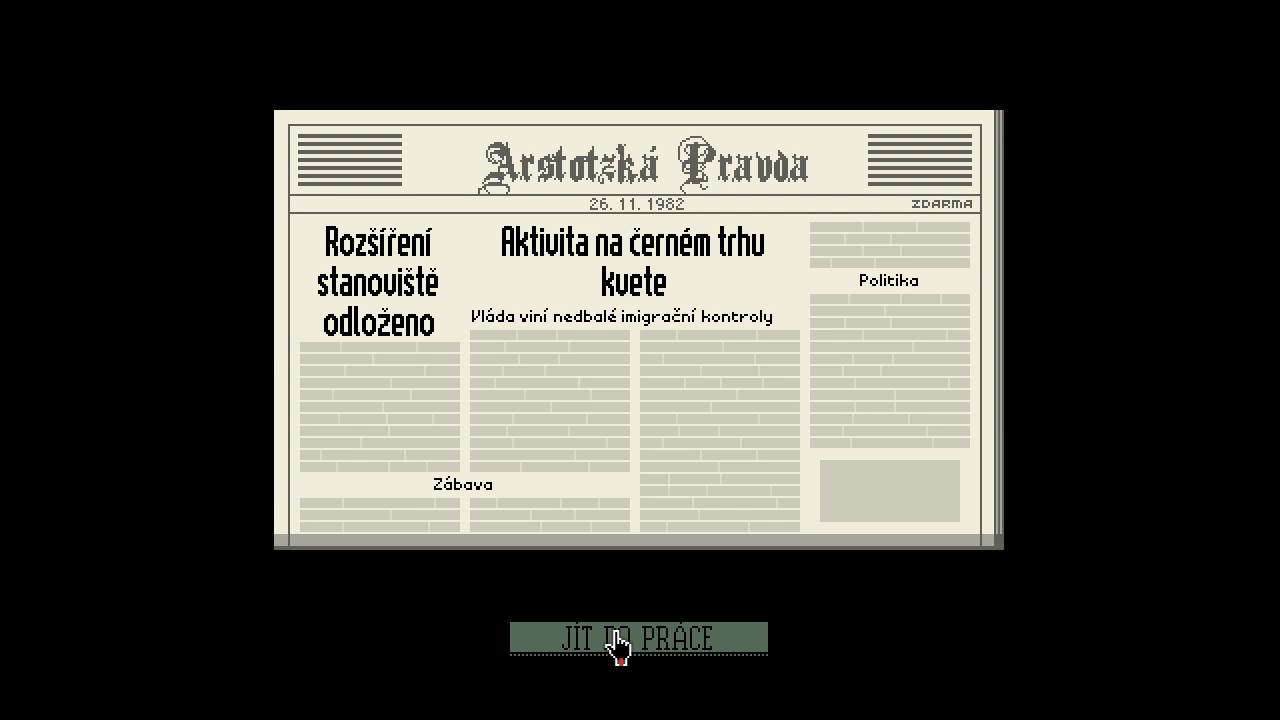 Arstotzká Pravda
26. 11. 1982
ZDARMA
Rozšíření
stanoviště
odloženo
Aktivita na černém trhu
kvete
Vláda viní nedbalé imigrační kontroly
Politika
Zábava
JÍT DO PRÁCE